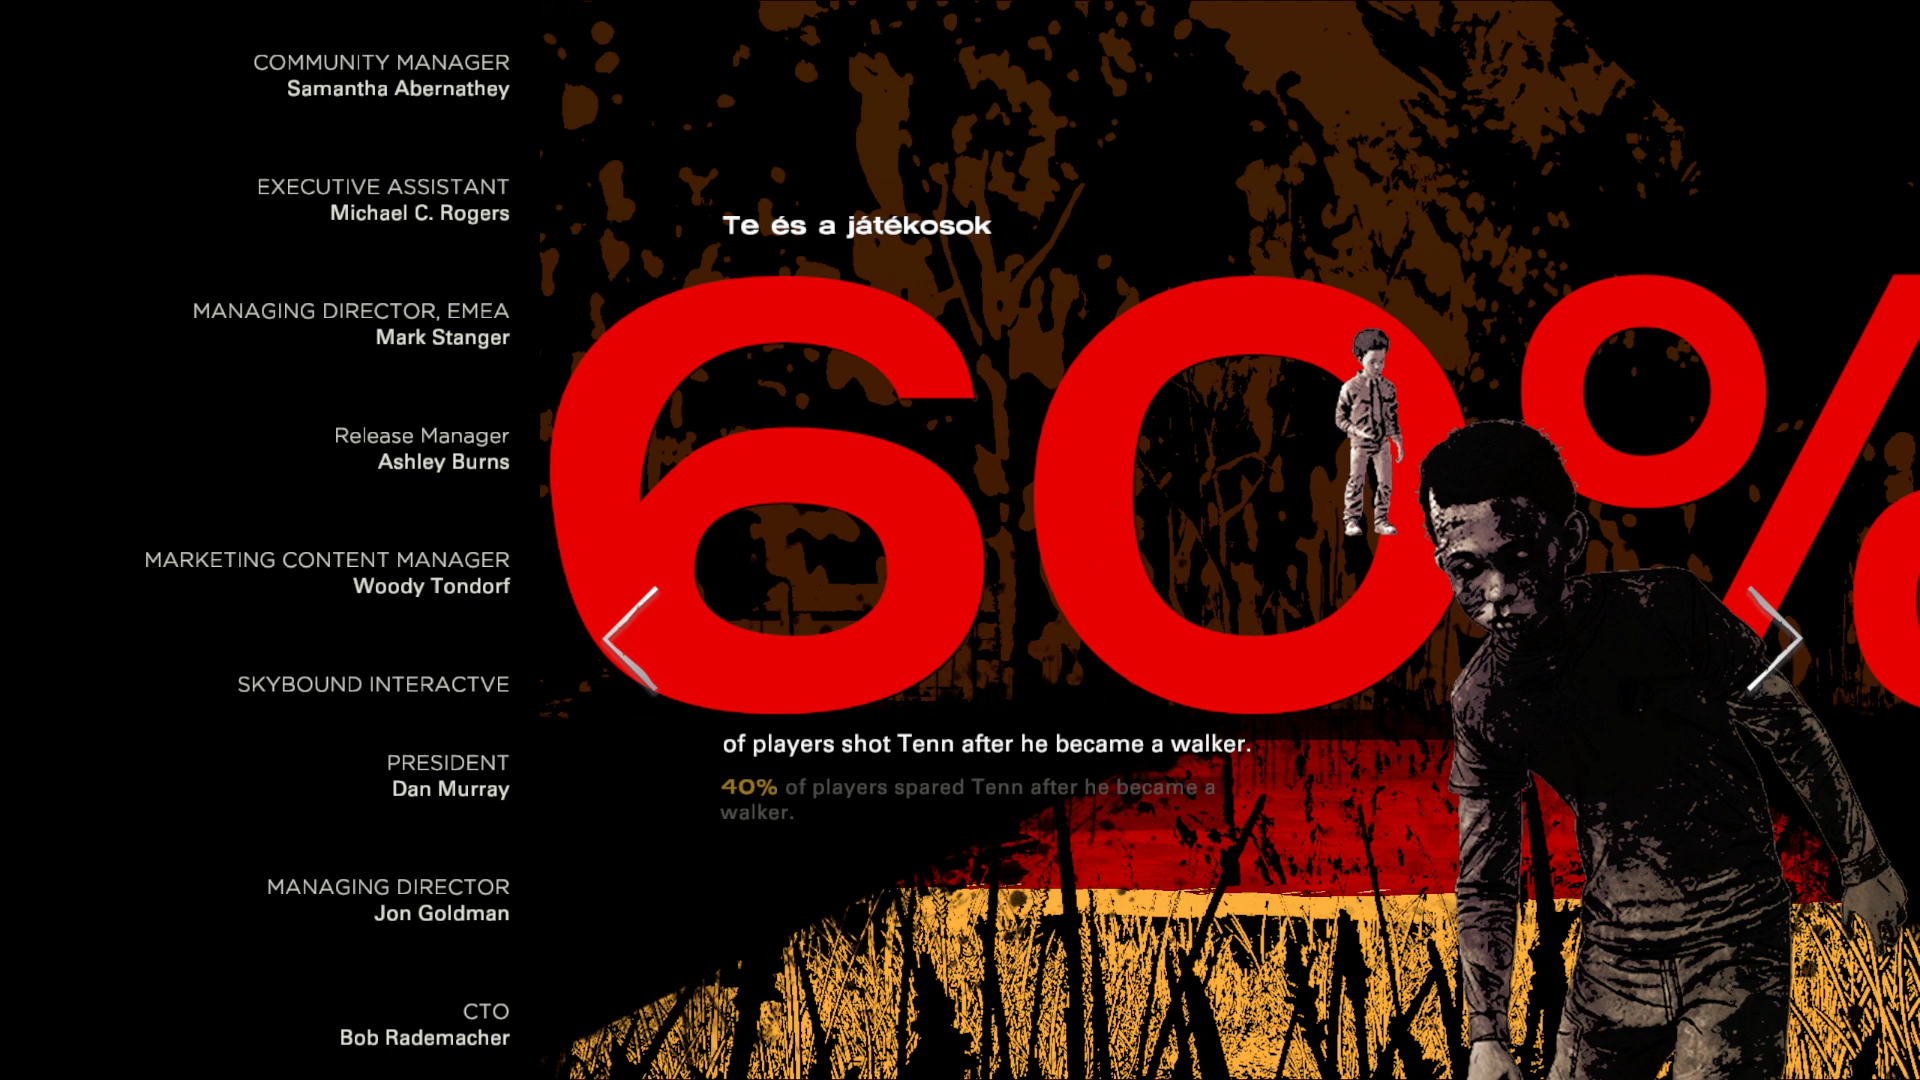 COMMUNITY MANAGER
Samantha Abernathey
EXECUTIVE ASSISTANT
Michael C. Rogers
MANAGING DIRECTOR, EMEA
Mark Stanger
Release Manager
Ashley Burns
MARKETING CONTENT MANAGER
Woody Tondorf
SKYBOUND INTERACTVE
PRESIDENT
Dan Murray
MANAGING DIRECTOR
Jon Goldman
CTO
Bob Rademacher
Te és a játékosok
60%
of players shot Tenn after he became a walker.
40% of players spared Tenn after he became a
walker.